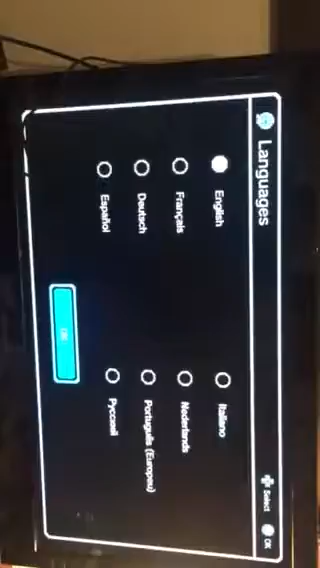 Languages
English
Français
Deutsch
Español
Italiano
Nederlands
Português (Europeu)
Русский
OK
Select
OK